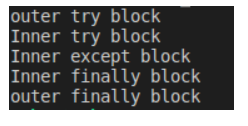 outer try block
Inner try block
Inner except block
Inner finally block
outer finally block